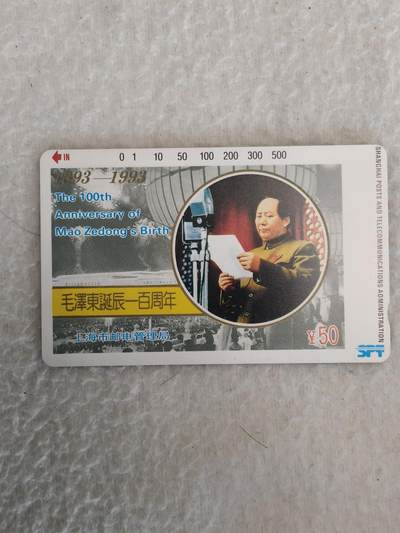 IN 0 1 10 50 100 200 300 500
1893—1993
The 100th
Anniversary of
Mao Zedong's Birth
毛澤東誕辰一百周年
上海市邮电管理局
¥50
SHANGHAI POSTS AND TELECOMMUNICATIONS ADMINISTRATION
SPT